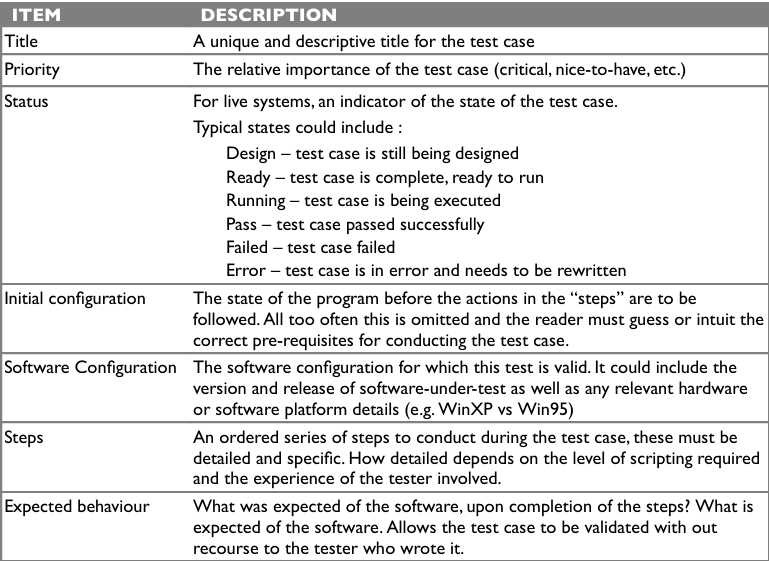 ITEM DESCRIPTION
Title A unique and descriptive title for the test case
Priority The relative importance of the test case (critical, nice-to-have, etc.)
Status For live systems, an indicator of the state of the test case.
Typical states could include :
Design – test case is still being designed
Ready – test case is complete, ready to run
Running – test case is being executed
Pass – test case passed successfully
Failed – test case failed
Error – test case is in error and needs to be rewritten
Initial configuration The state of the program before the actions in the “steps” are to be
followed. All too often this is omitted and the reader must guess or intuit the
correct pre-requisites for conducting the test case.
Software Configuration The software configuration for which this test is valid. It could include the
version and release of software-under-test as well as any relevant hardware
or software platform details (e.g. WinXP vs Win95)
Steps An ordered series of steps to conduct during the test case, these must be
detailed and specific. How detailed depends on the level of scripting required
and the experience of the tester involved.
Expected behaviour What was expected of the software, upon completion of the steps? What is
expected of the software. Allows the test case to be validated with out
recourse to the tester who wrote it.